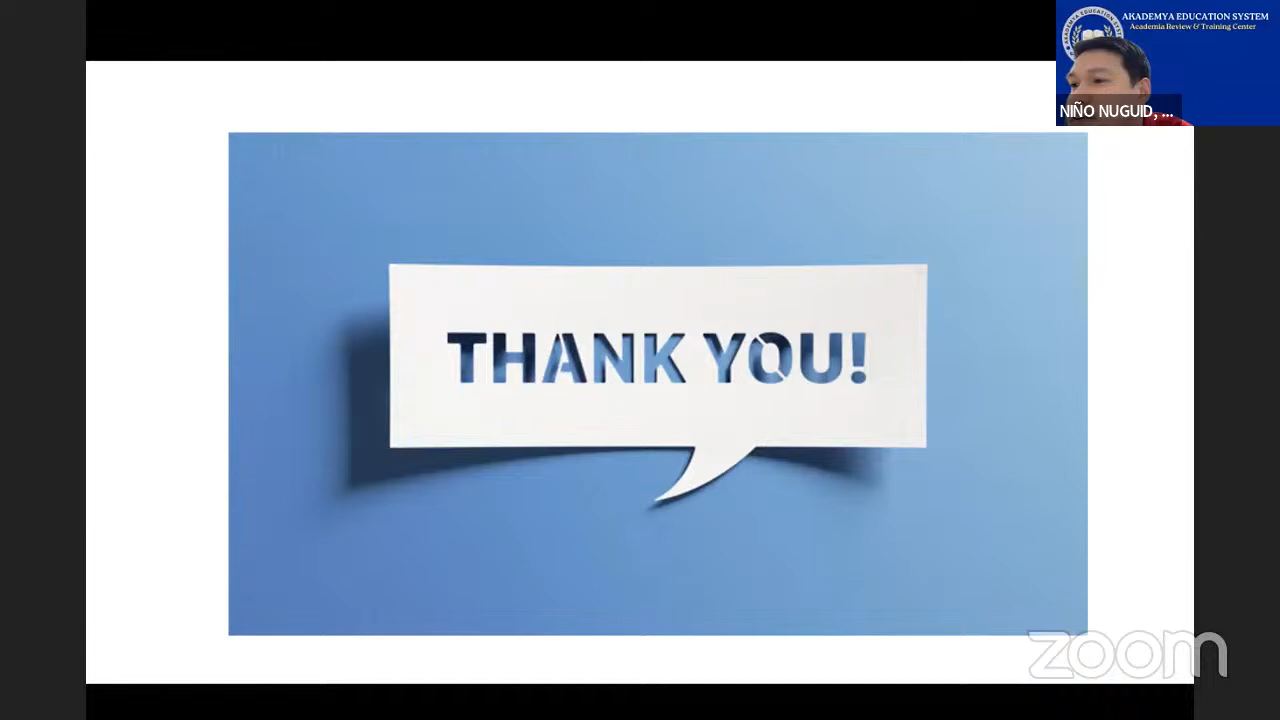 AKADEMYA EDUCATION SYSTEM
Academia Review & Training Center
NIÑO NUGUID, ...
THANK YOU!
zoom